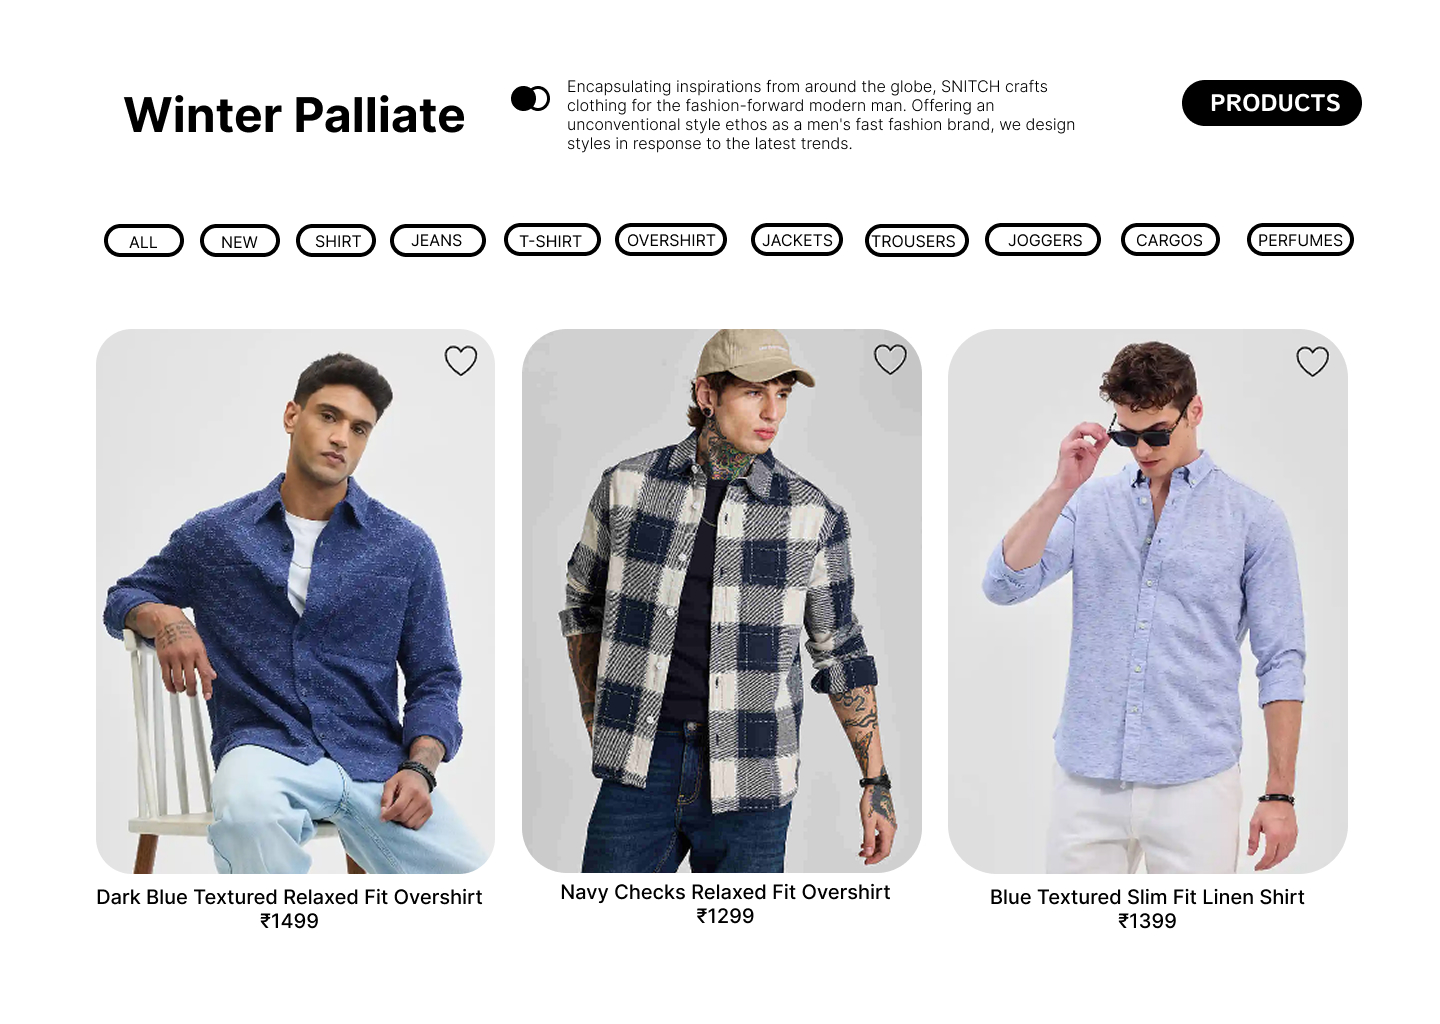 Winter Palliate
Encapsulating inspirations from around the globe, SNITCH crafts
clothing for the fashion-forward modern man. Offering an
unconventional style ethos as a men's fast fashion brand, we design
styles in response to the latest trends.
PRODUCTS
ALL
NEW
SHIRT
JEANS
T-SHIRT
OVERSHIRT
JACKETS
TROUSERS
JOGGERS
CARGOS
PERFUMES
Dark Blue Textured Relaxed Fit Overshirt
₹1499
Navy Checks Relaxed Fit Overshirt
₹1299
Blue Textured Slim Fit Linen Shirt
₹1399